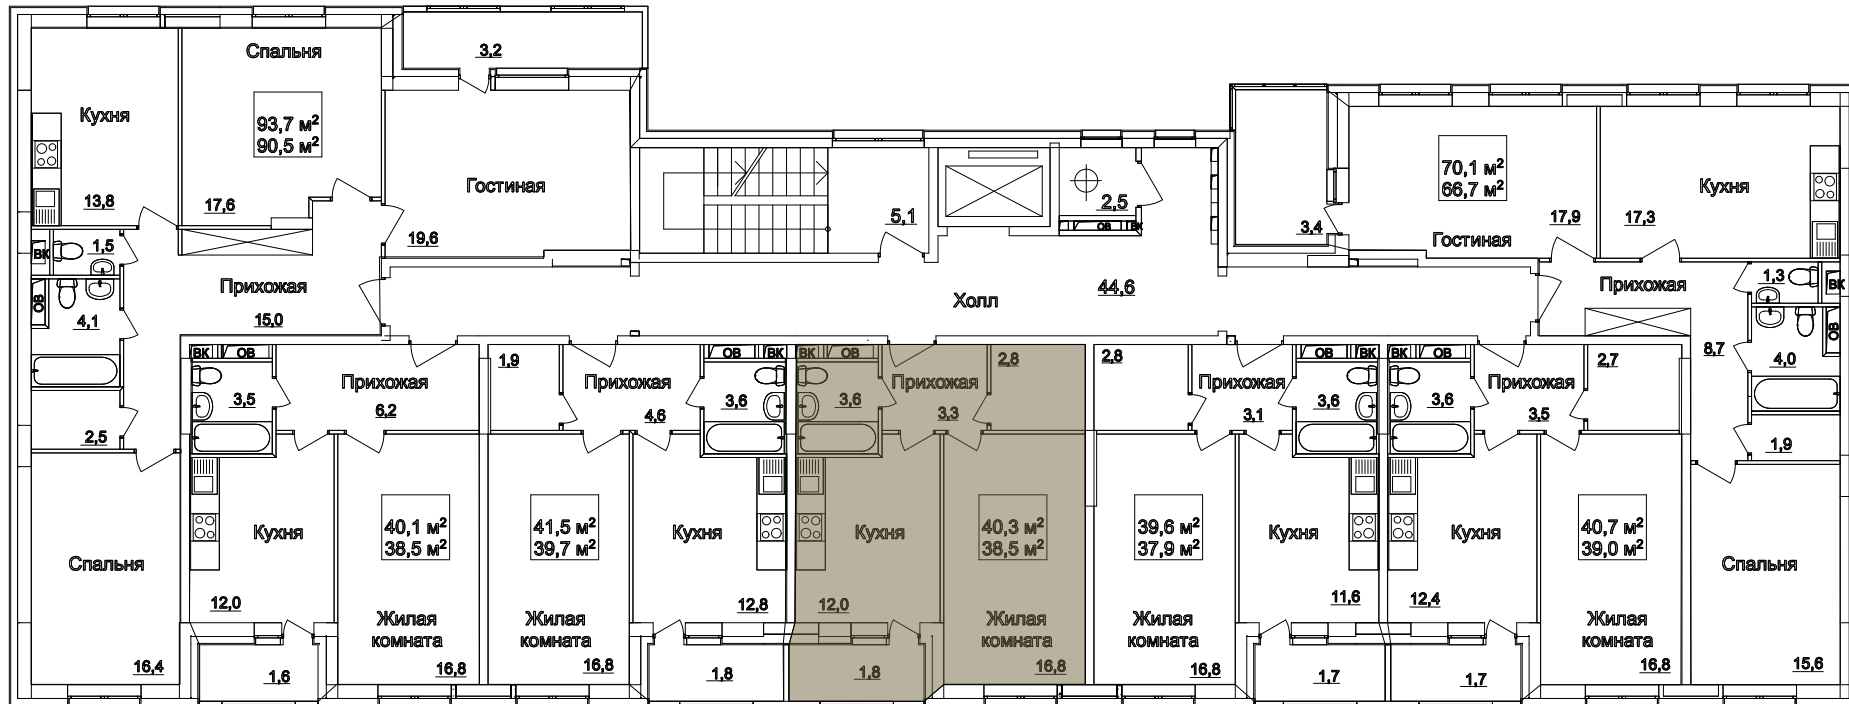 Спальня
3,2
Кухня
93,7 м²
90,5 м²
13,8
17,6
Гостиная
19,6
5,1
2,5
ОВ
ВК
3,4
70,1 м²
66,7 м²
17,9
Гостиная
Кухня
17,3
ВК
1,5
ОВ
4,1
Прихожая
15,0
Холл
44,6
Прихожая
1,3
ВК
ОВ
4,0
8,7
2,5
1,9
ВК
ОВ
3,5
Прихожая
6,2
1,9
Прихожая
4,6
ОВ
ВК
3,6
ВК
ОВ
3,6
Прихожая
3,3
2,8
2,8
Прихожая
3,1
ОВ
ВК
3,6
ВК
ОВ
3,6
Прихожая
3,5
2,7
Спальня
16,4
Кухня
12,0
1,6
40,1 м²
38,5 м²
Жилая
комната
16,8
41,5 м²
39,7 м²
Жилая
комната
16,8
Кухня
12,8
1,8
Кухня
12,0
1,8
40,3 м²
38,5 м²
Жилая
комната
16,8
39,6 м²
37,9 м²
Жилая
комната
16,8
Кухня
11,6
1,7
Кухня
12,4
1,7
40,7 м²
39,0 м²
Жилая
комната
16,8
Спальня
15,6